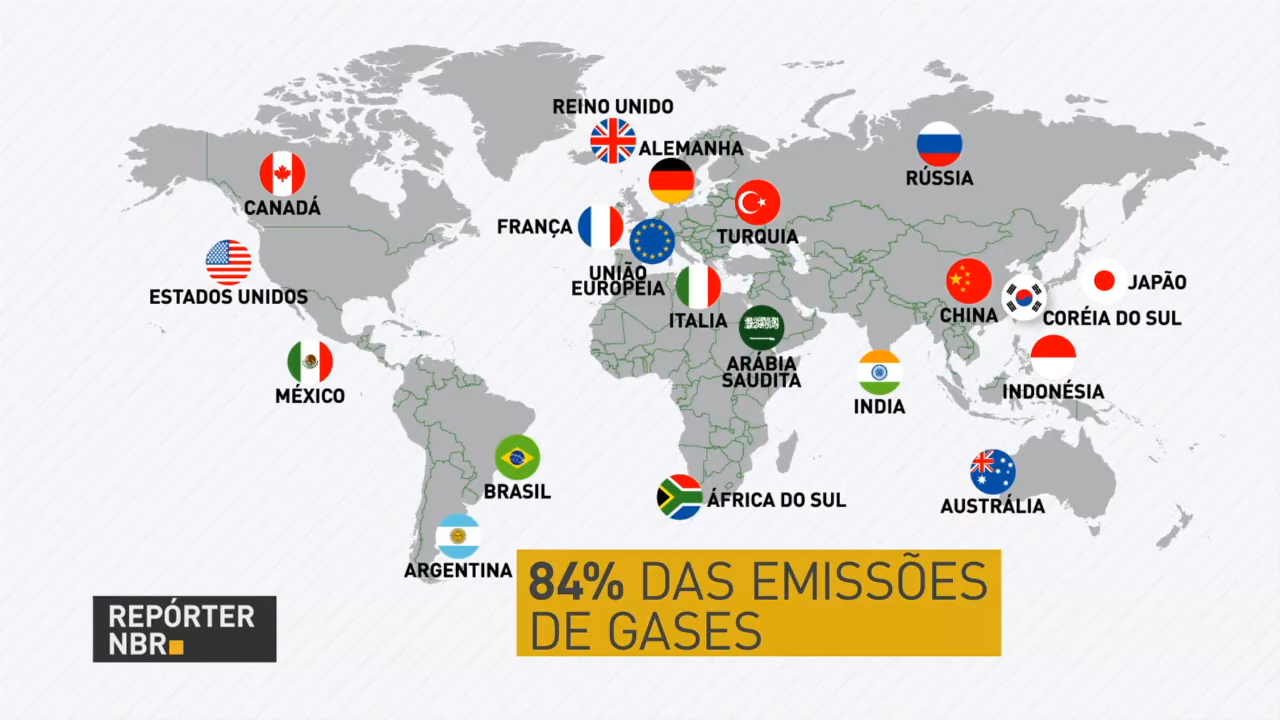 REINO UNIDO
ALEMANHA
RÚSSIA
CANADÁ
FRANÇA
TURQUIA
UNIÃO
EUROPÉIA
ESTADOS UNIDOS
ITALIA
JAPÃO
CHINA
CORÉIA DO SUL
ARÁBIA
SAUDITA
MÉXICO
INDIA
INDONÉSIA
BRASIL
ÁFRICA DO SUL
AUSTRÁLIA
ARGENTINA
84% DAS EMISSÕES
DE GASES
REPÓRTER
NBR